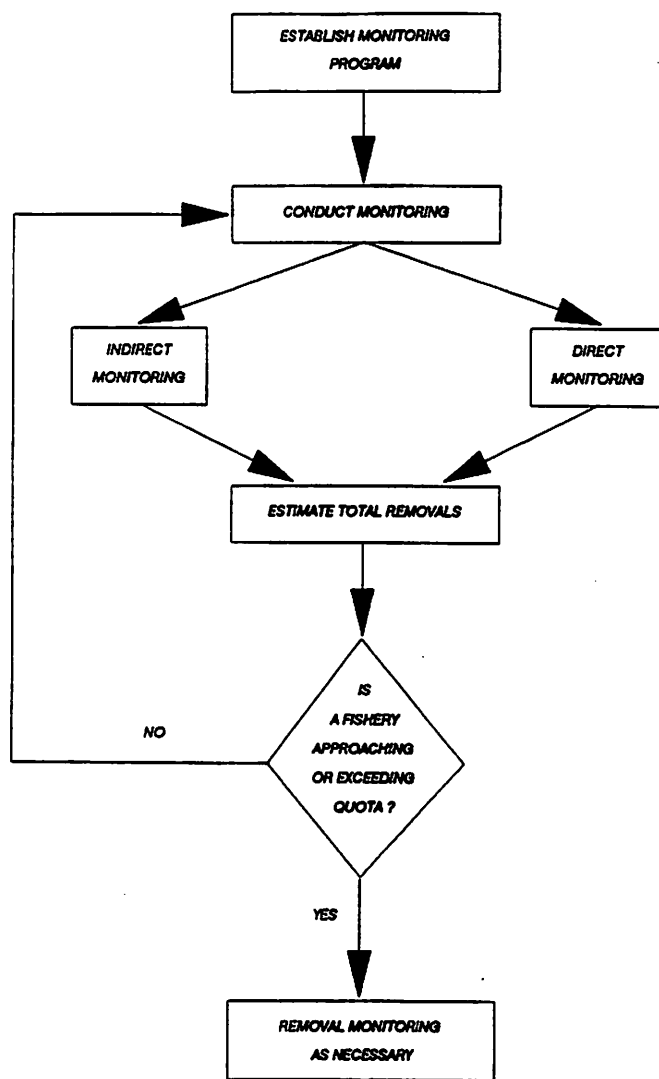 ESTABLISH MONITORING
PROGRAM
CONDUCT MONITORING
INDIRECT
MONITORING
DIRECT
MONITORING
ESTIMATE TOTAL REMOVALS
IS
A FISHERY
APPROACHING
OR EXCEEDING
QUOTA ?
NO
YES
REMOVAL MONITORING
AS NECESSARY